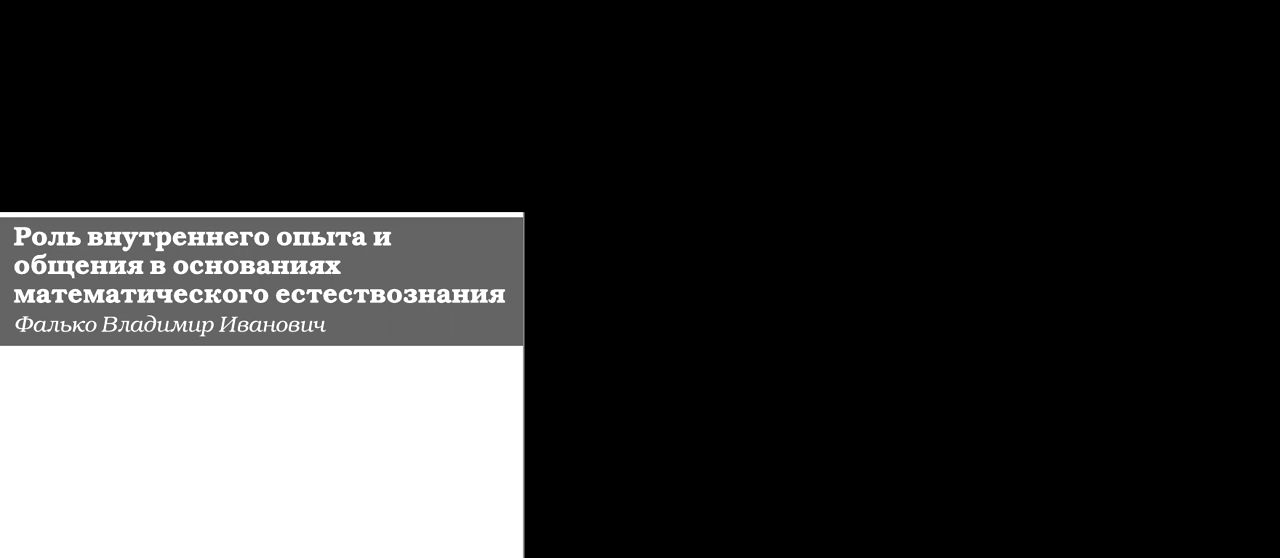 Роль внутреннего опыта и
общения в основаниях
математического естествознания
Фалько Владимир Иванович